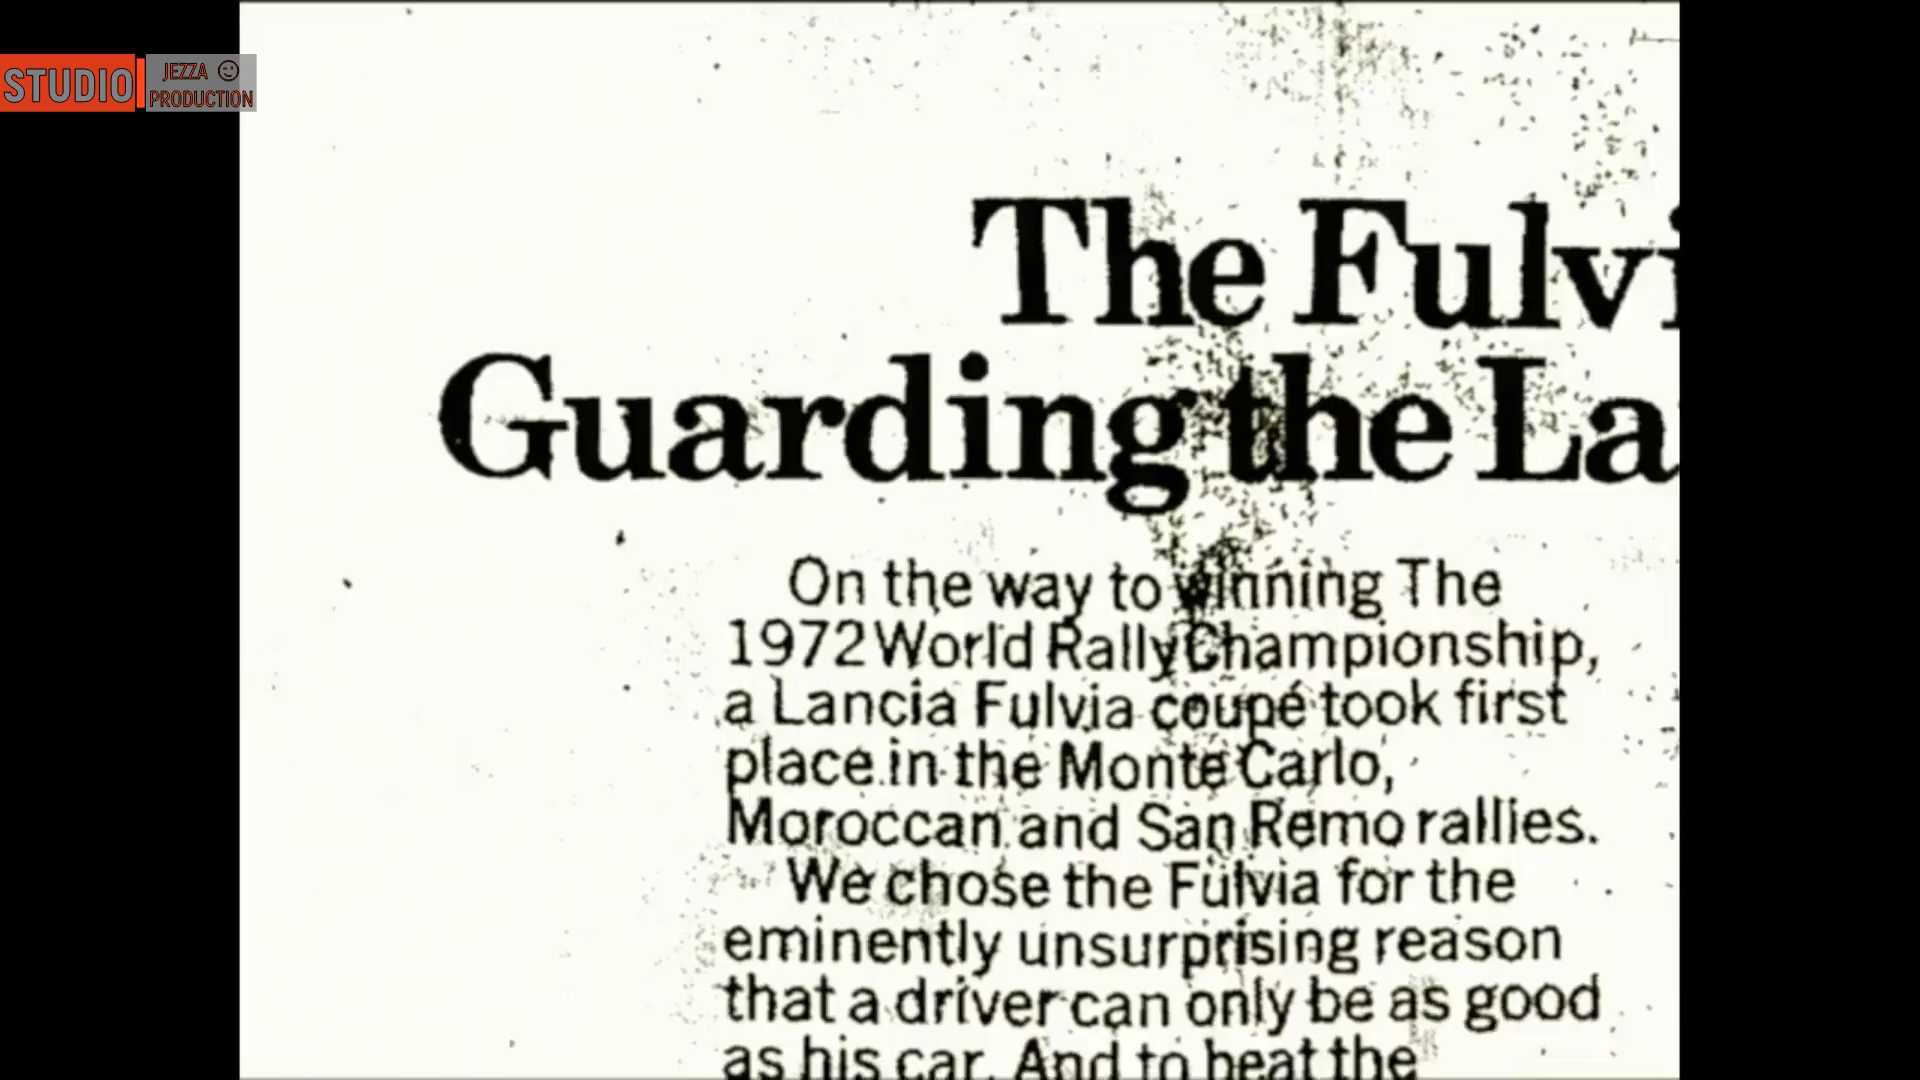 STUDIO
JEZZA
PRODUCTION
The Fulvi
Guarding the La
On the way to winning The
1972 World Rally Championship,
a Lancia Fulvia coupé took first
place in the Monte Carlo,
Moroccan and San Remo rallies.
We chose the Fulvia for the
eminently unsurprising reason
that a driver can only be as good
as his car. And to beat the